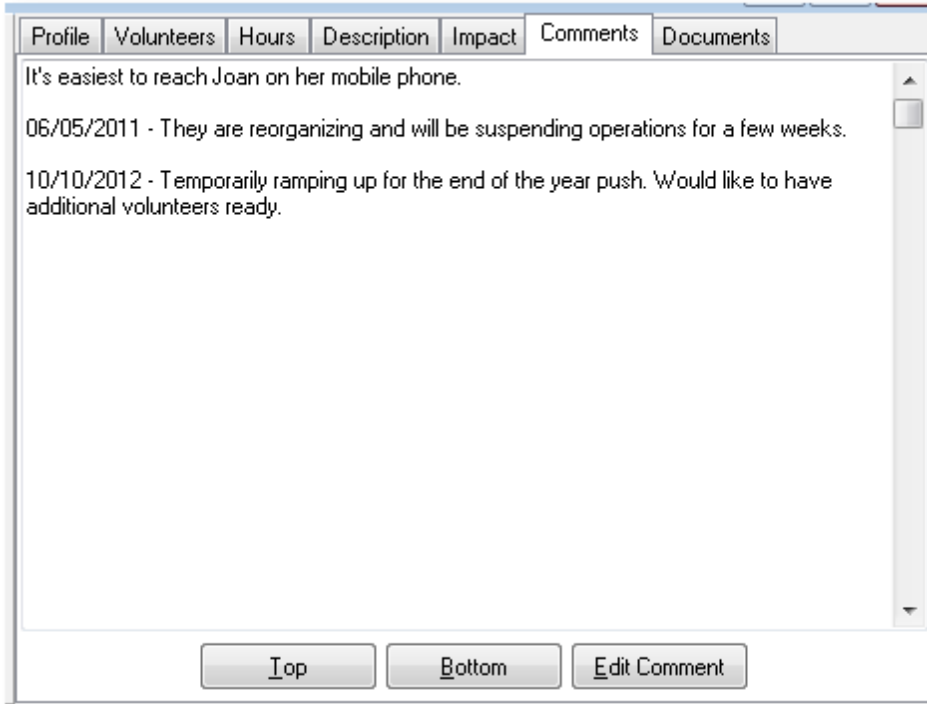 Profile Volunteers Hours Description Impact Comments Documents
It's easiest to reach Joan on her mobile phone.
06/05/2011 - They are reorganizing and will be suspending operations for a few weeks.
10/10/2012 - Temporarily ramping up for the end of the year push. Would like to have
additional volunteers ready.
Top Bottom Edit Comment